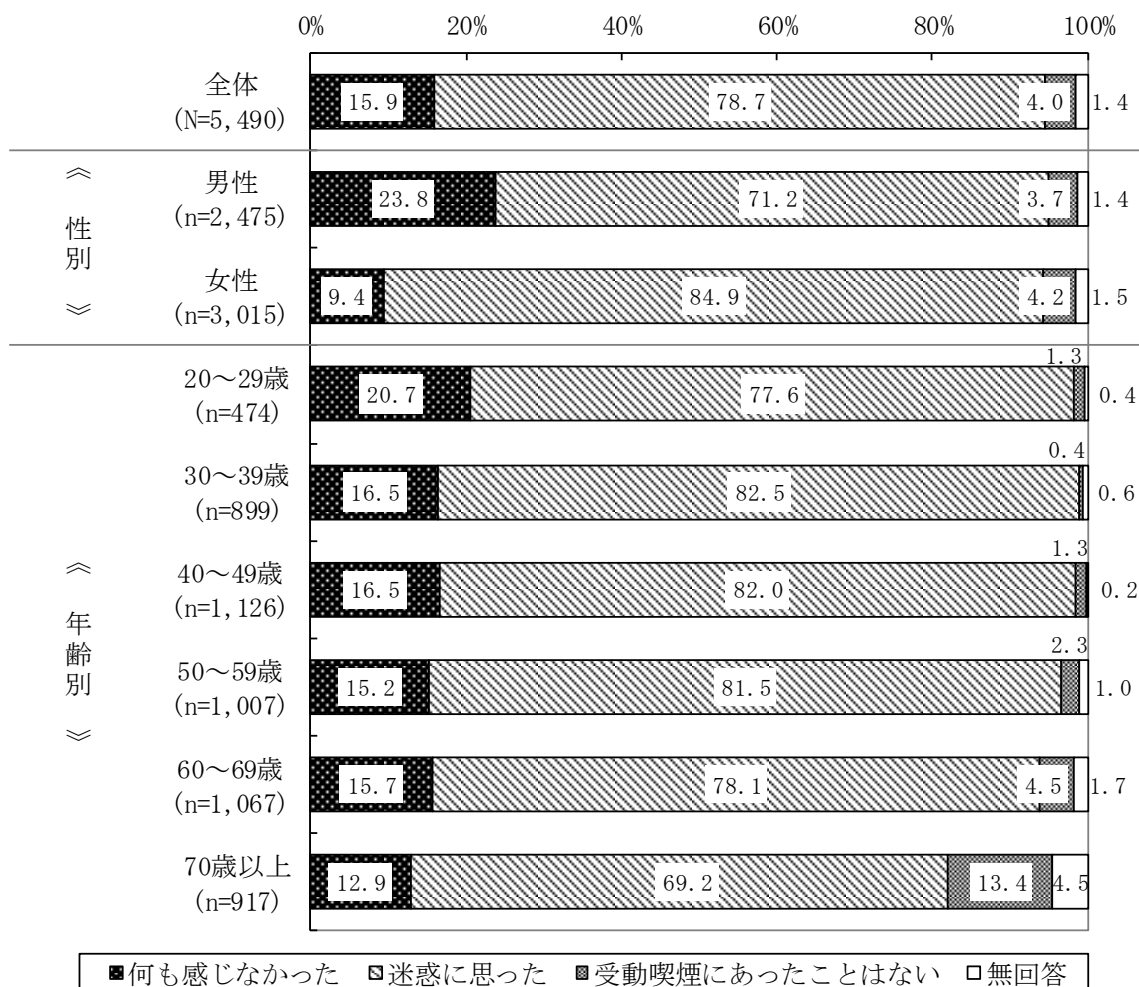 0% 20% 40% 60% 80% 100%
全体
(N=5,490)
15.9 78.7 4.0 1.4
《性別》
男性
(n=2,475)
23.8 71.2 3.7 1.4
女性
(n=3,015)
9.4 84.9 4.2 1.5
《年齢別》
20～29歳
(n=474)
20.7 77.6 1.3 0.4
30～39歳
(n=899)
16.5 82.5 0.4 0.6
40～49歳
(n=1,126)
16.5 82.0 1.3 0.2
50～59歳
(n=1,007)
15.2 81.5 2.3 1.0
60～69歳
(n=1,067)
15.7 78.1 4.5 1.7
70歳以上
(n=917)
12.9 69.2 13.4 4.5
何も感じなかった 迷惑に思った 受動喫煙にあったことはない 無回答